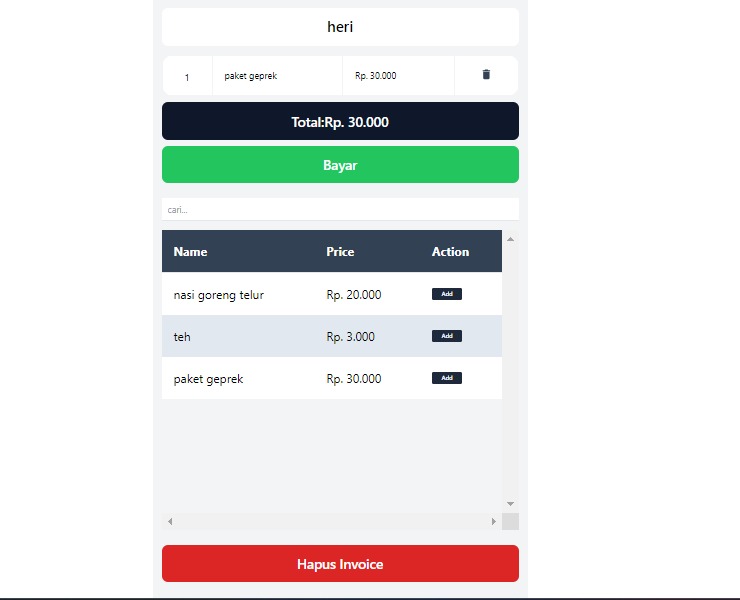 heri
1 paket geprek Rp. 30.000
Total:Rp. 30.000
Bayar
cari...
Name Price Action
nasi goreng telur Rp. 20.000 Add
teh Rp. 3.000 Add
paket geprek Rp. 30.000 Add
Hapus Invoice